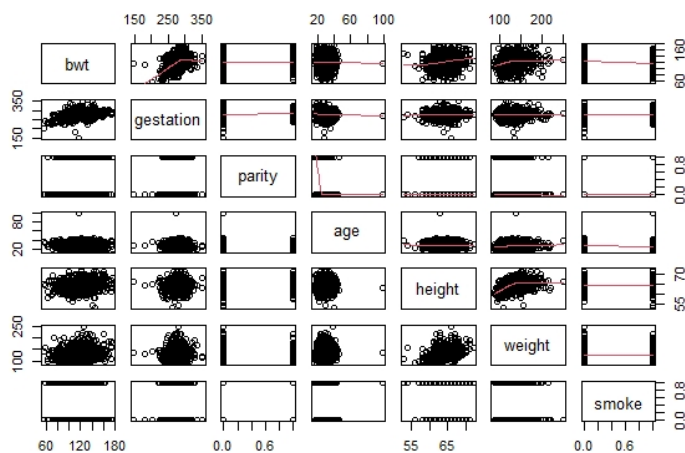 150 250 350
20 60 100
100 200
bwt
60 120 160
150 350
gestation
parity
0.0 0.4 0.8
20 80
age
height
55 65 70
100 250
weight
smoke
0.0 0.4 0.8
60 120 180
0.0 0.6
55 65
0.0 0.6